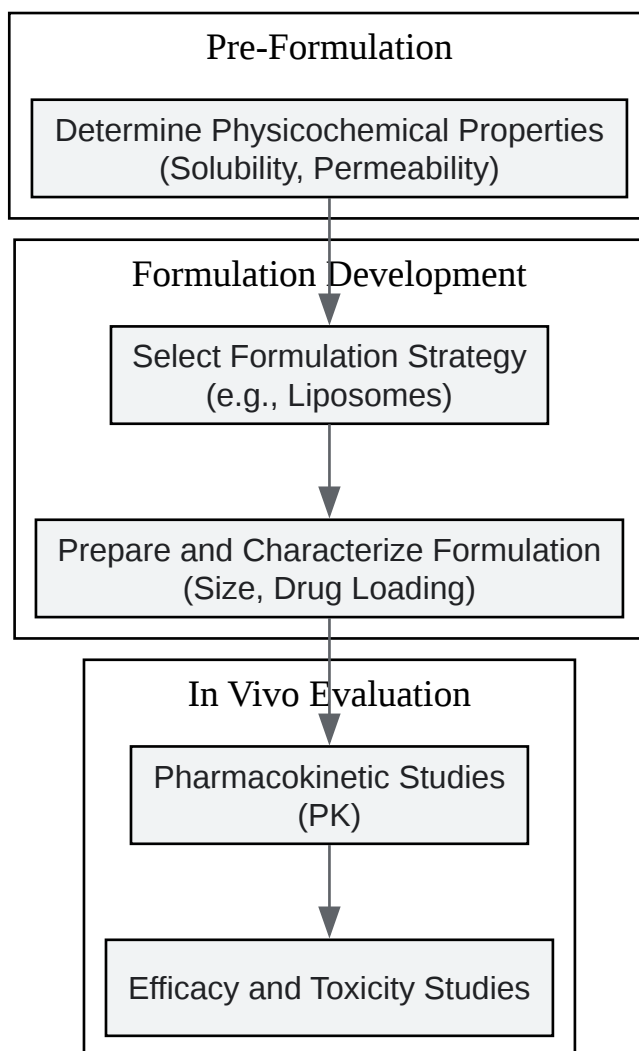 Pre-Formulation
Determine Physicochemical Properties
(Solubility, Permeability)
Formulation Development
Select Formulation Strategy
(e.g., Liposomes)
Prepare and Characterize Formulation
(Size, Drug Loading)
In Vivo Evaluation
Pharmacokinetic Studies
(PK)
Efficacy and Toxicity Studies